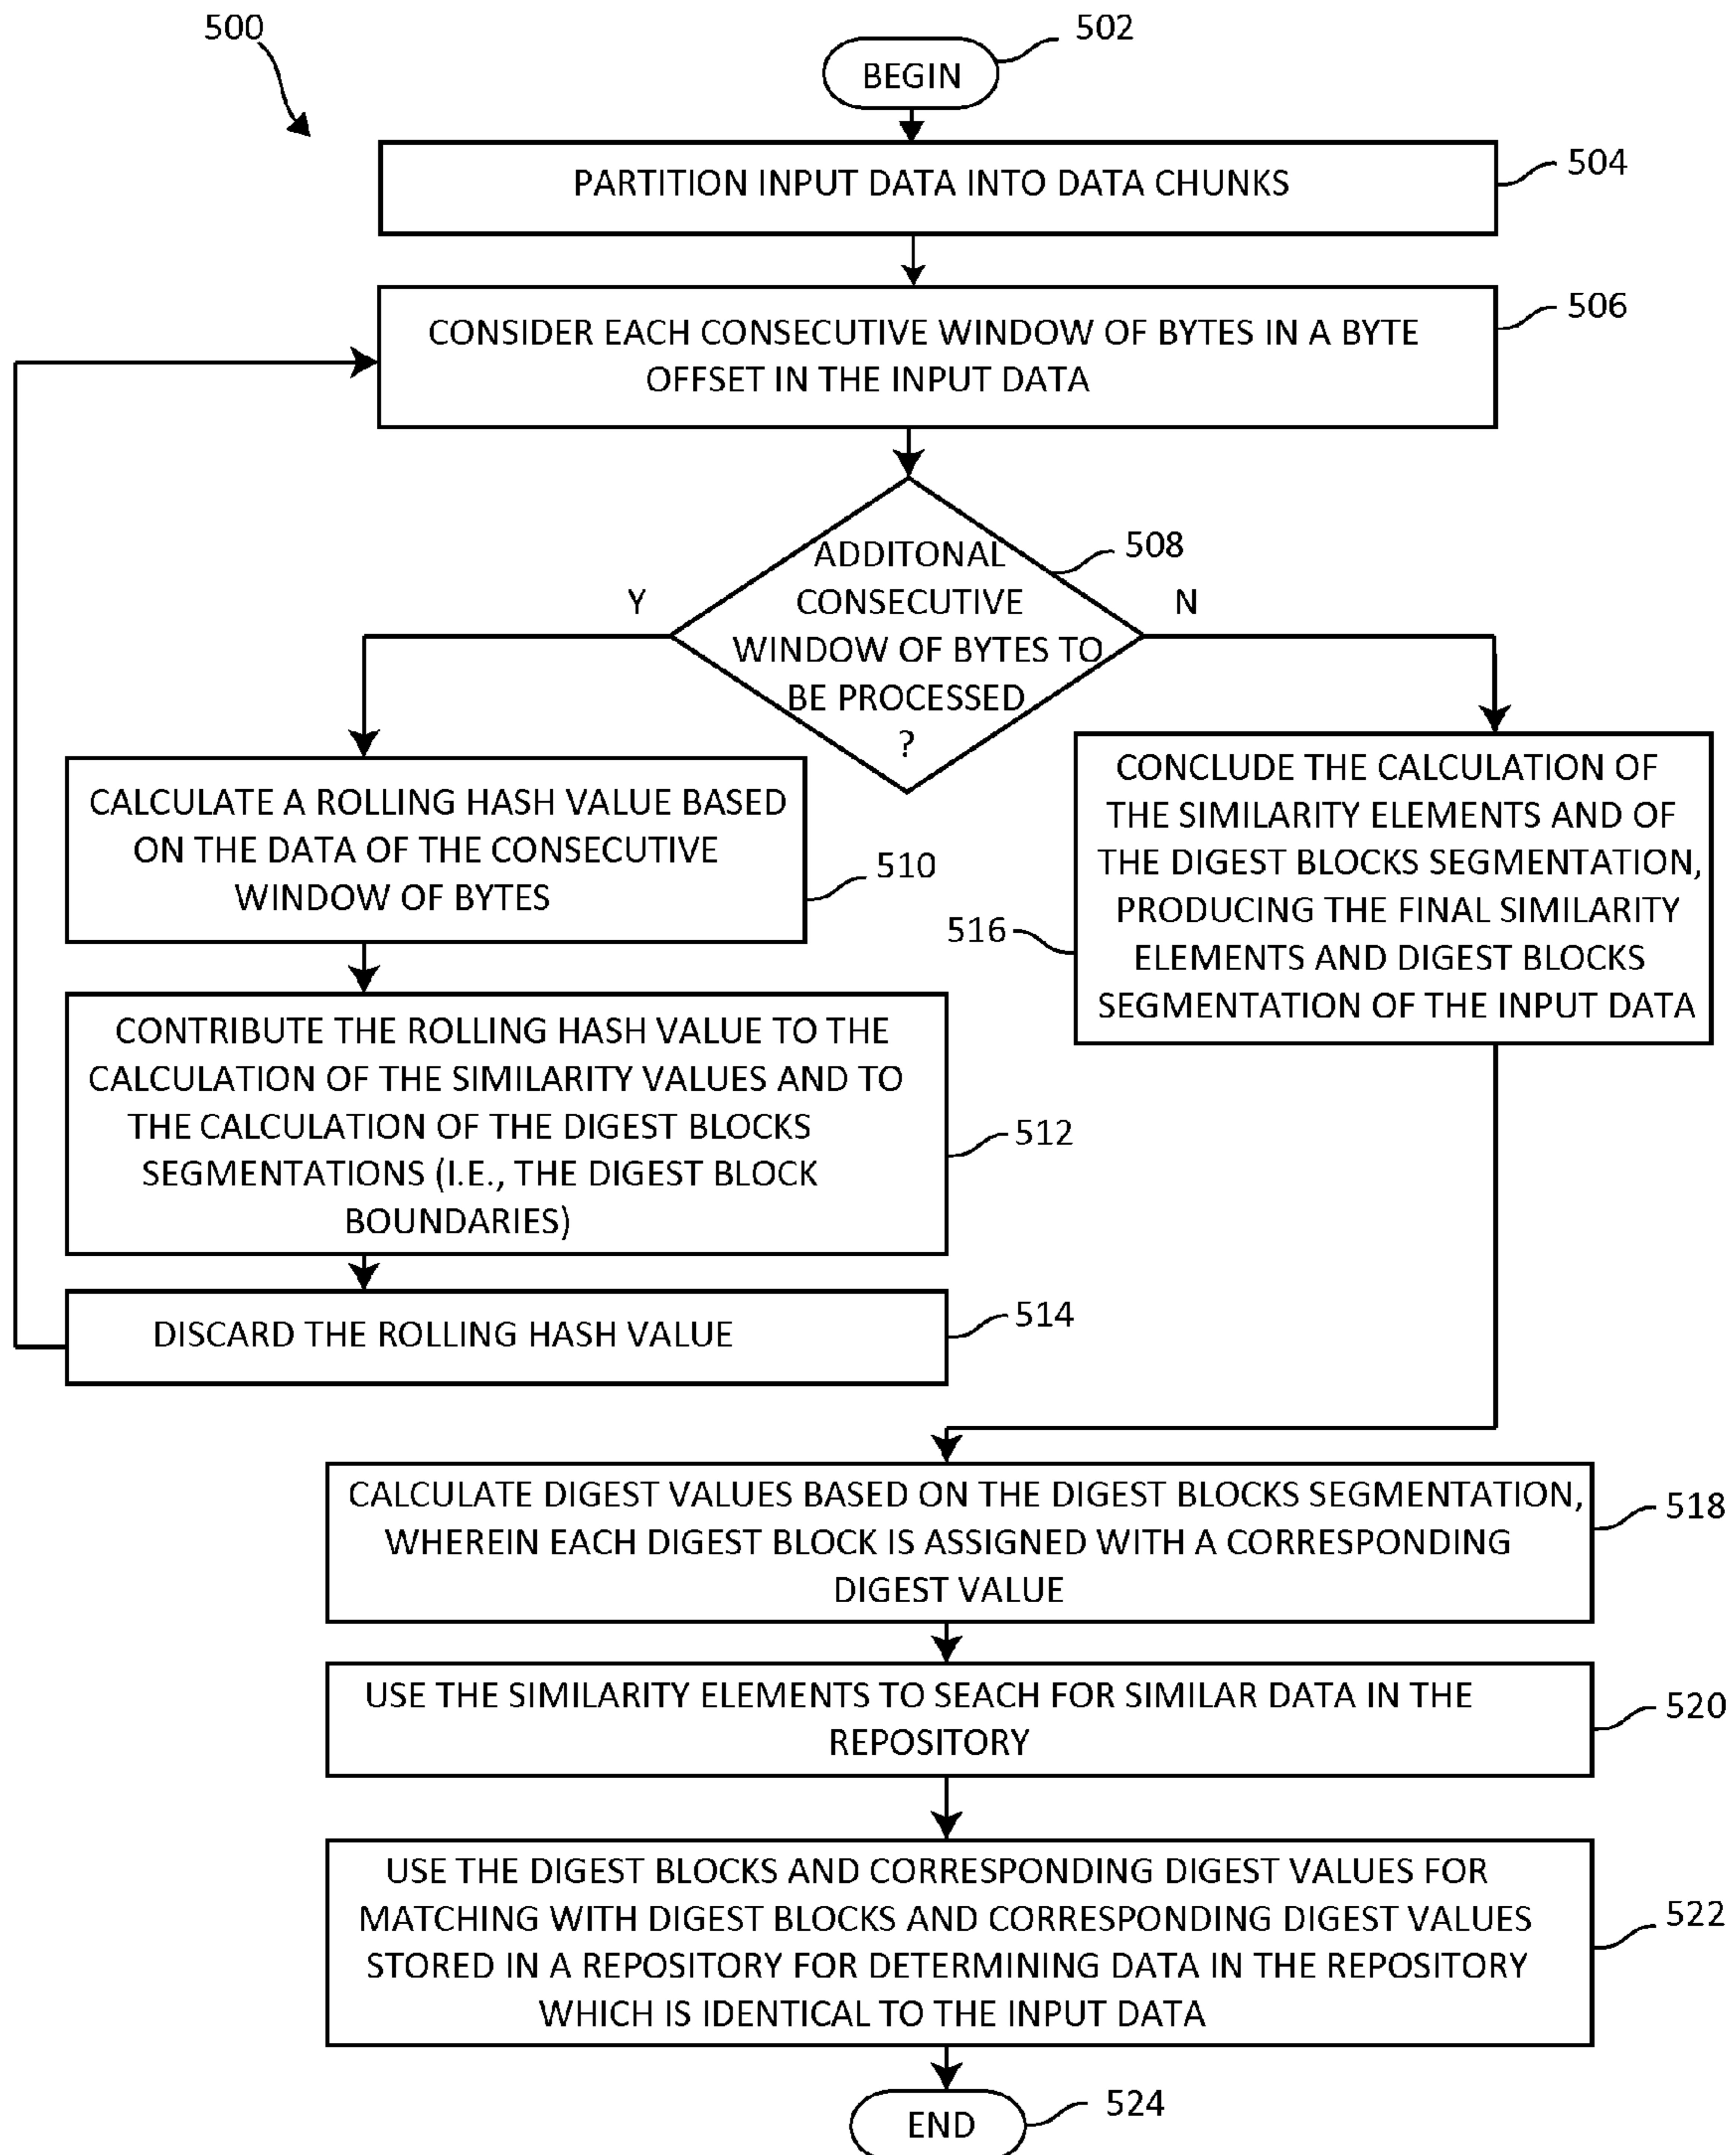 500
502
BEGIN
PARTITION INPUT DATA INTO DATA CHUNKS
504
CONSIDER EACH CONSECUTIVE WINDOW OF BYTES IN A BYTE
OFFSET IN THE INPUT DATA
506
ADDITONAL
CONSECUTIVE
WINDOW OF BYTES TO
BE PROCESSED
?
508
Y
N
CALCULATE A ROLLING HASH VALUE BASED
ON THE DATA OF THE CONSECUTIVE
WINDOW OF BYTES
510
CONTRIBUTE THE ROLLING HASH VALUE TO THE
CALCULATION OF THE SIMILARITY VALUES AND TO
THE CALCULATION OF THE DIGEST BLOCKS
SEGMENTATIONS (I.E., THE DIGEST BLOCK
BOUNDARIES)
512
DISCARD THE ROLLING HASH VALUE
514
CONCLUDE THE CALCULATION OF
THE SIMILARITY ELEMENTS AND OF
THE DIGEST BLOCKS SEGMENTATION,
PRODUCING THE FINAL SIMILARITY
ELEMENTS AND DIGEST BLOCKS
SEGMENTATION OF THE INPUT DATA
516
CALCULATE DIGEST VALUES BASED ON THE DIGEST BLOCKS SEGMENTATION,
WHEREIN EACH DIGEST BLOCK IS ASSIGNED WITH A CORRESPONDING
DIGEST VALUE
518
USE THE SIMILARITY ELEMENTS TO SEACH FOR SIMILAR DATA IN THE
REPOSITORY
520
USE THE DIGEST BLOCKS AND CORRESPONDING DIGEST VALUES FOR
MATCHING WITH DIGEST BLOCKS AND CORRESPONDING DIGEST VALUES
STORED IN A REPOSITORY FOR DETERMINING DATA IN THE REPOSITORY
WHICH IS IDENTICAL TO THE INPUT DATA
522
END
524